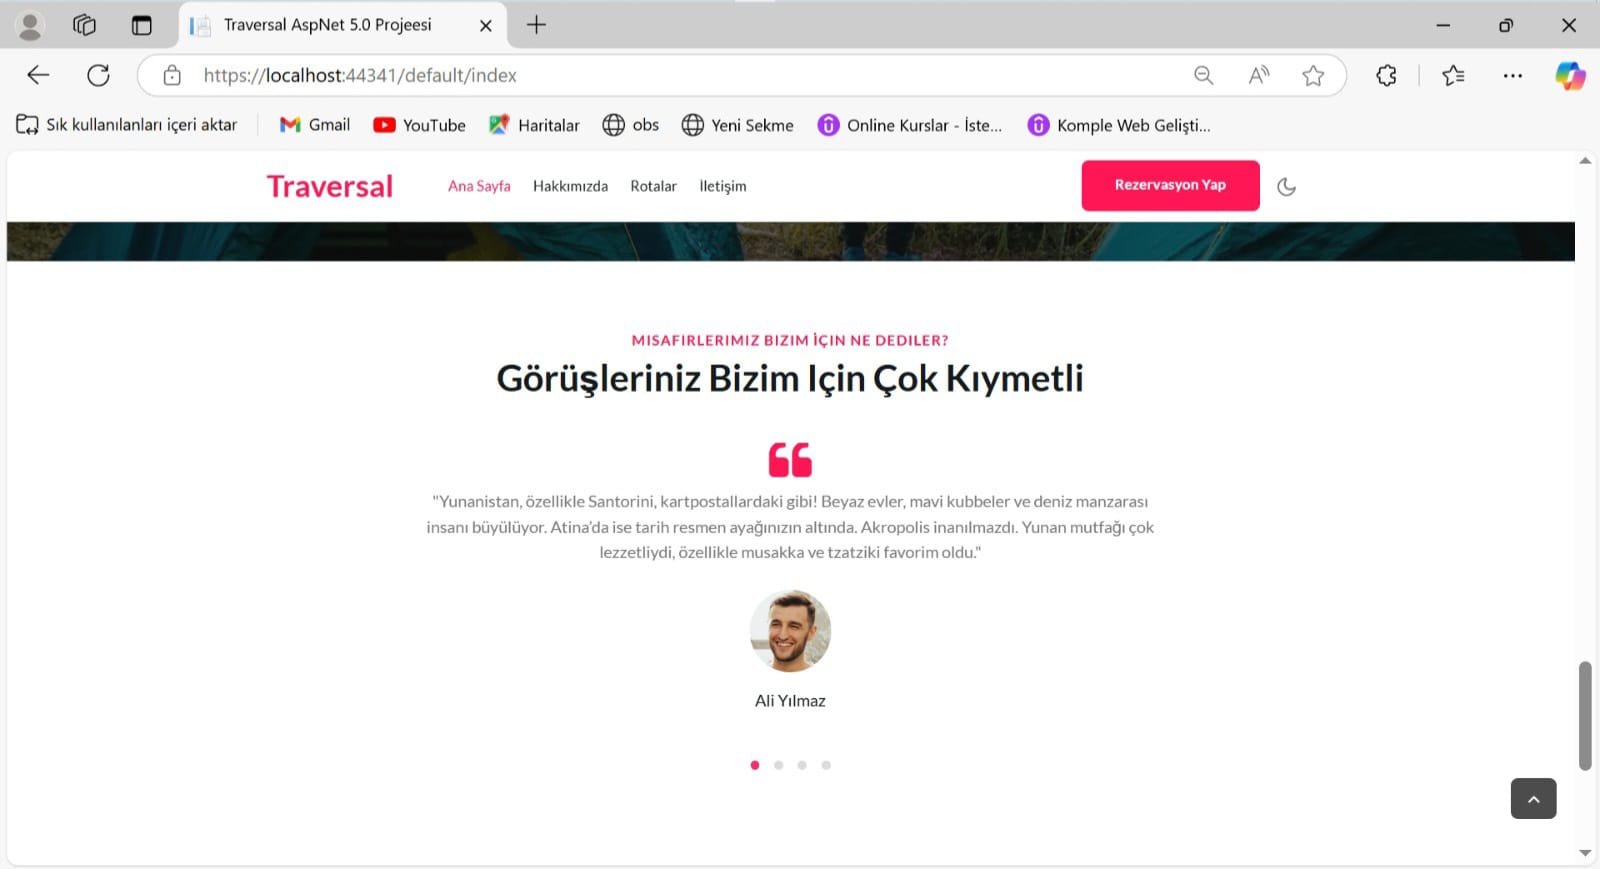 Traversal AspNet 5.0 Projeesi
https://localhost:44341/default/index
Sık kullanılanları içeri aktar
Gmail
YouTube
Haritalar
obs
Yeni Sekme
Online Kurslar - İste...
Komple Web Gelişti...
Traversal
Ana Sayfa
Hakkımızda
Rotalar
İletişim
Rezervasyon Yap
MISAFIRLERIMIZ BIZIM İÇIN NE DEDILER?
Görüşleriniz Bizim Için Çok Kıymetli
"Yunanistan, özellikle Santorini, kartpostallardaki gibi! Beyaz evler, mavi kubbeler ve deniz manzarası
insanı büyülüyor. Atina'da ise tarih resmen ayağınızın altında. Akropolis inanılmazdı. Yunan mutfağı çok
lezzetliydi, özellikle musakka ve tzatziki favorim oldu."
Ali Yılmaz